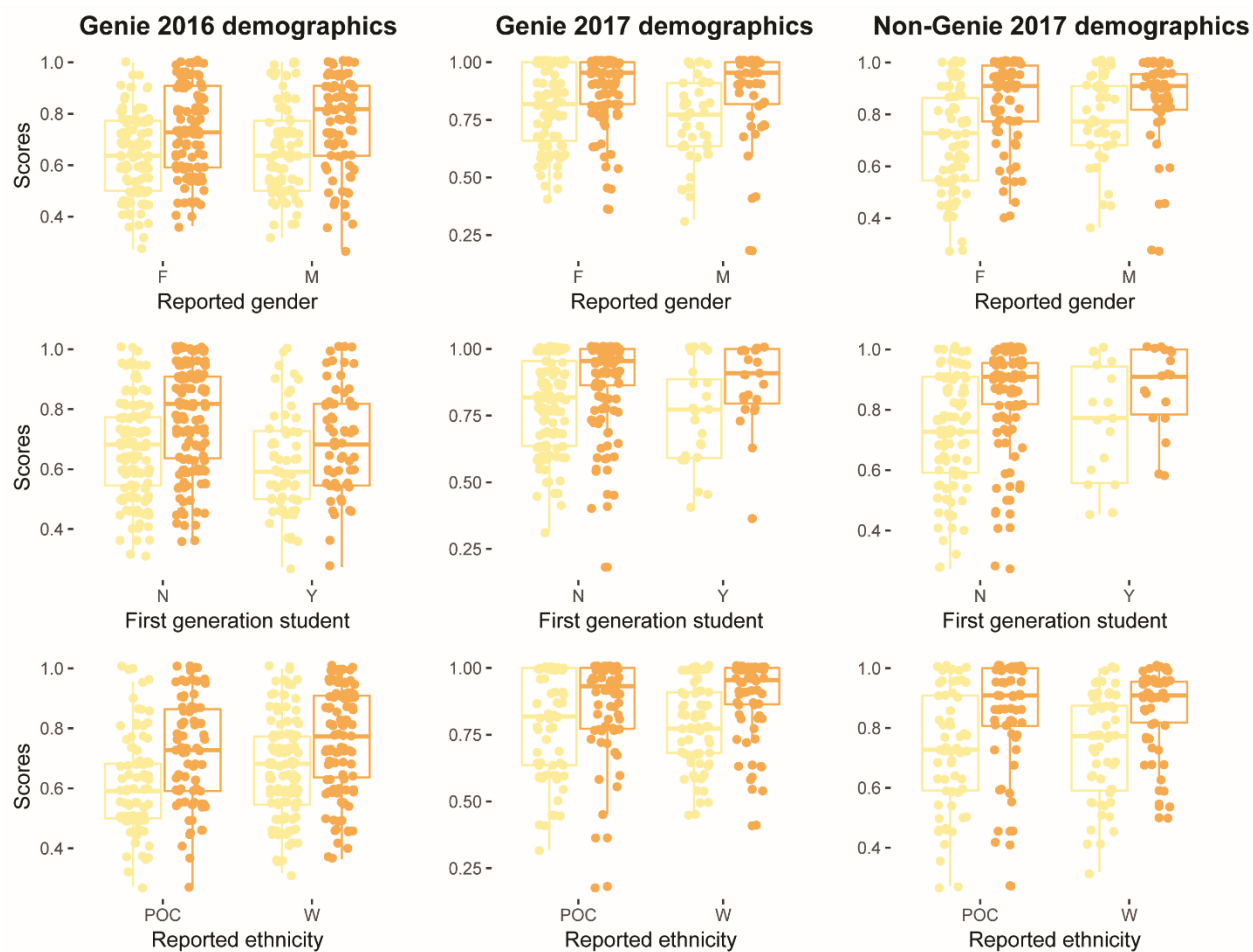 Genie 2016 demographics
Genie 2017 demographics
Non-Genie 2017 demographics
Scores
1.0
0.8
0.6
0.4
F
M
Reported gender
1.00
0.75
0.50
0.25
F
M
Reported gender
1.0
0.8
0.6
0.4
F
M
Reported gender
Scores
1.0
0.8
0.6
0.4
N
Y
First generation student
1.00
0.75
0.50
0.25
N
Y
First generation student
1.0
0.8
0.6
0.4
N
Y
First generation student
Scores
1.0
0.8
0.6
0.4
POC
W
Reported ethnicity
1.00
0.75
0.50
0.25
POC
W
Reported ethnicity
1.0
0.8
0.6
0.4
POC
W
Reported ethnicity